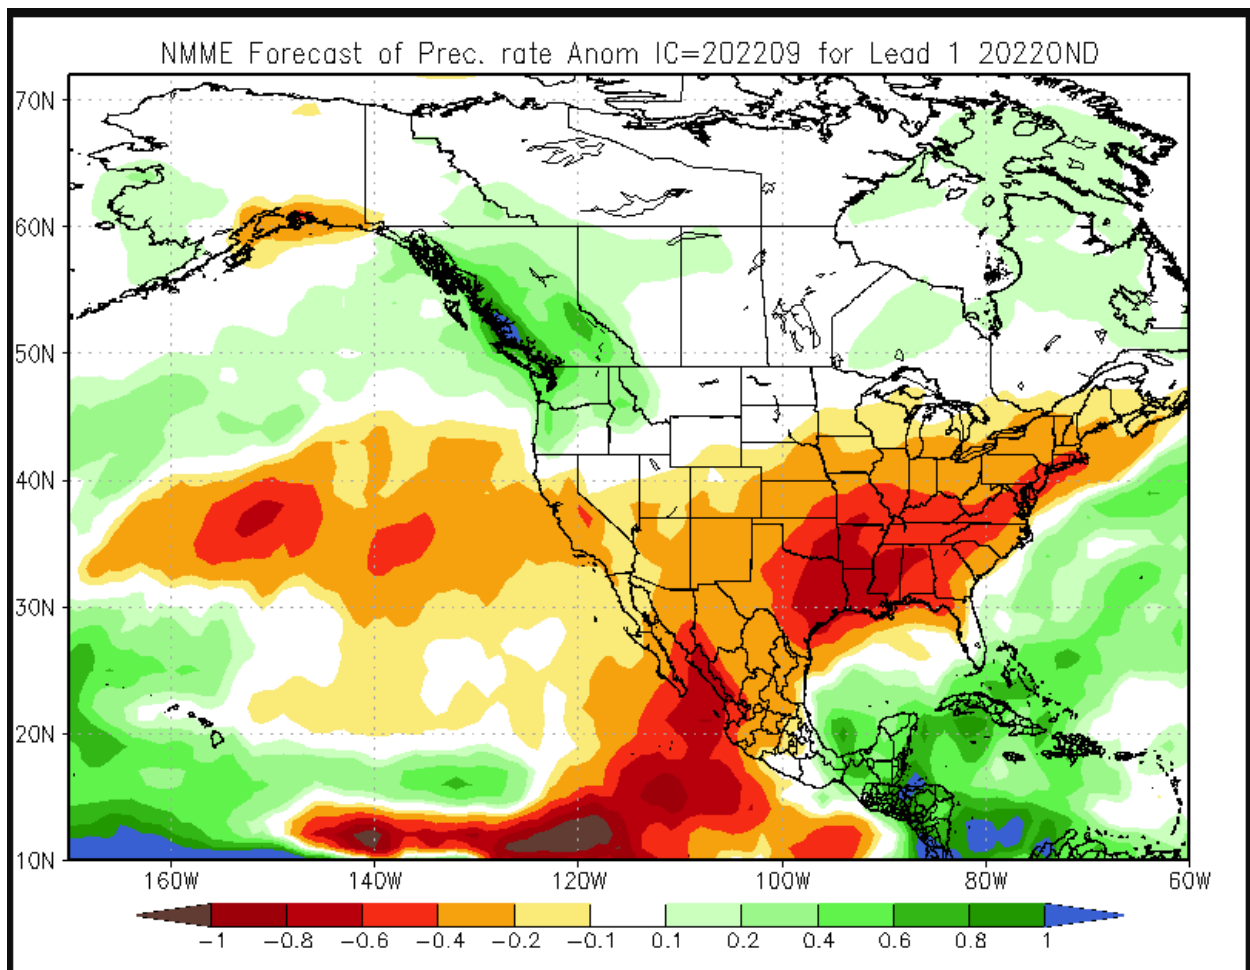 NMME Forecast of Prec. rate Anom IC=202209 for Lead 1 2022OND
70N
60N
50N
40N
30N
20N
10N
160W 140W 120W 100W 80W 60W
-1 -0.8 -0.6 -0.4 -0.2 -0.1 0.1 0.2 0.4 0.6 0.8 1